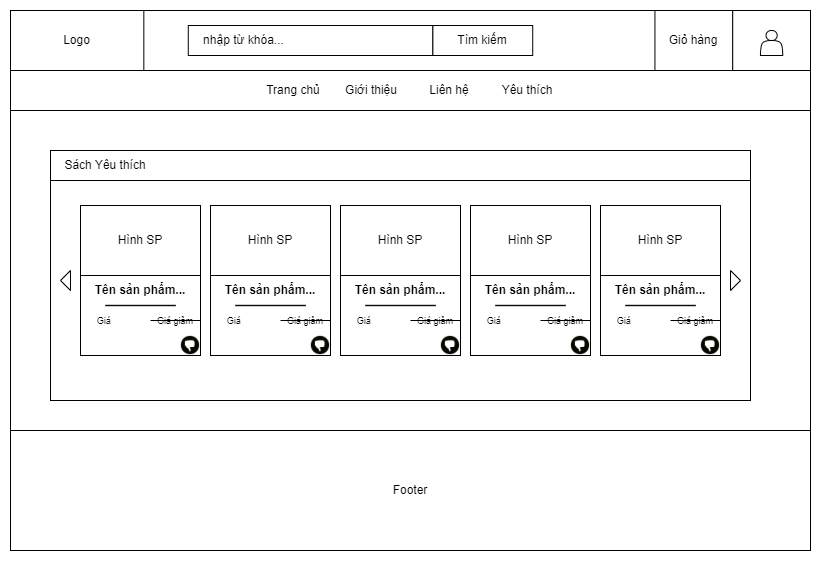 Logo
nhập từ khóa...
Tìm kiếm
Giỏ hàng
Trang chủ
Giới thiệu
Liên hệ
Yêu thích
Sách Yêu thích
Hình SP
Hình SP
Hình SP
Hình SP
Hình SP
Tên sản phẩm...
Tên sản phẩm...
Tên sản phẩm...
Tên sản phẩm...
Tên sản phẩm...
Giá Giá giảm
Giá Giá giảm
Giá Giá giảm
Giá Giá giảm
Giá Giá giảm
Footer